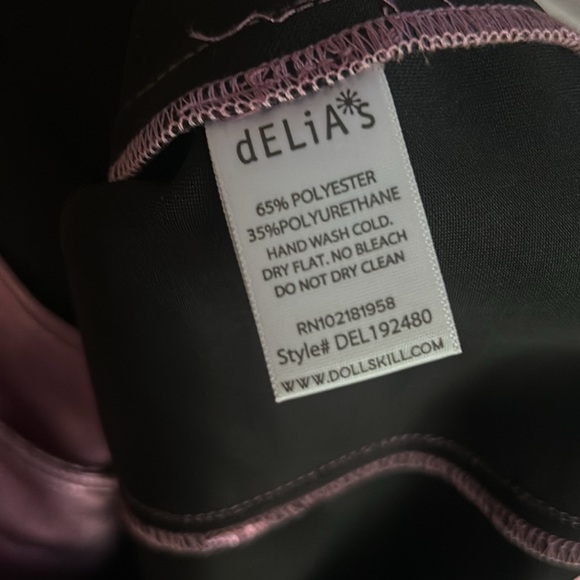 dELiA*s
65% POLYESTER
35%POLYURETHANE
HAND WASH COLD.
DRY FLAT. NO BLEACH
DO NOT DRY CLEAN
RN102181958
Style# DEL192480
WWW.DOLLSKILL.COM